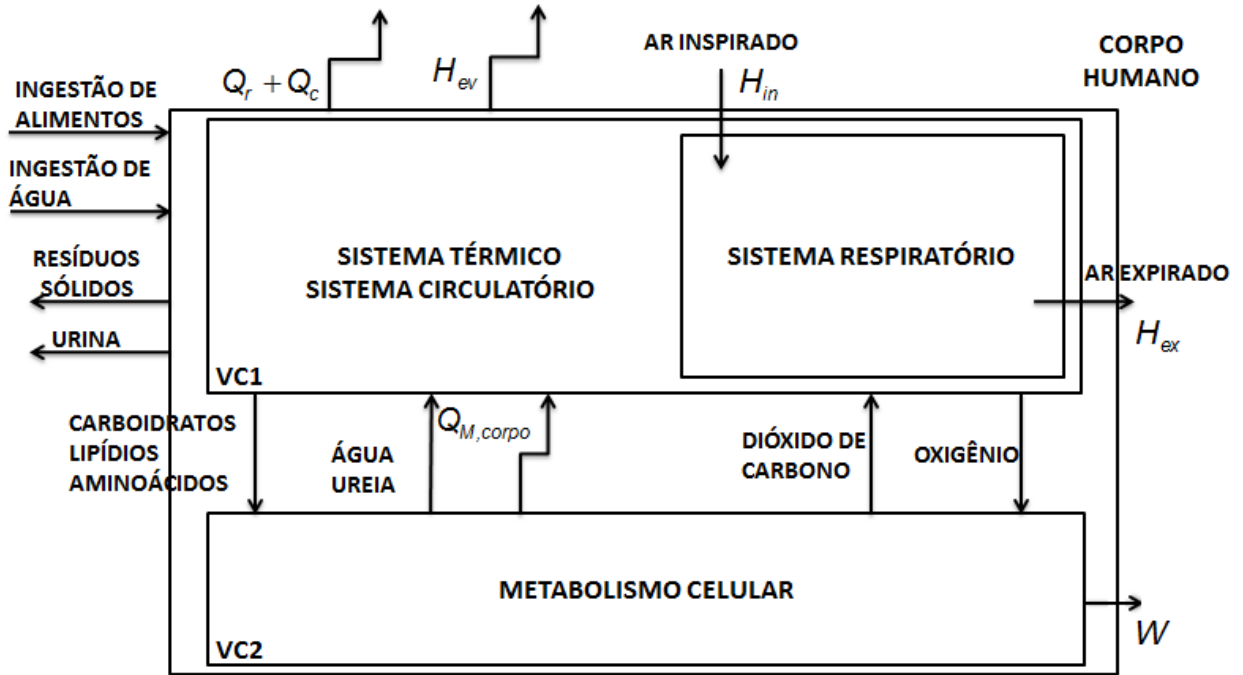 AR INSPIRADO
CORPO
HUMANO
Q_r + Q_c
H_ev
H_in
INGESTÃO DE
ALIMENTOS
INGESTÃO DE
ÁGUA
RESÍDUOS
SÓLIDOS
URINA
SISTEMA TÉRMICO
SISTEMA CIRCULATÓRIO
SISTEMA RESPIRATÓRIO
AR EXPIRADO
H_ex
VC1
CARBOIDRATOS
LIPÍDIOS
AMINOÁCIDOS
ÁGUA
UREIA
Q_M,corpo
DIÓXIDO DE
CARBONO
OXIGÊNIO
METABOLISMO CELULAR
VC2
W